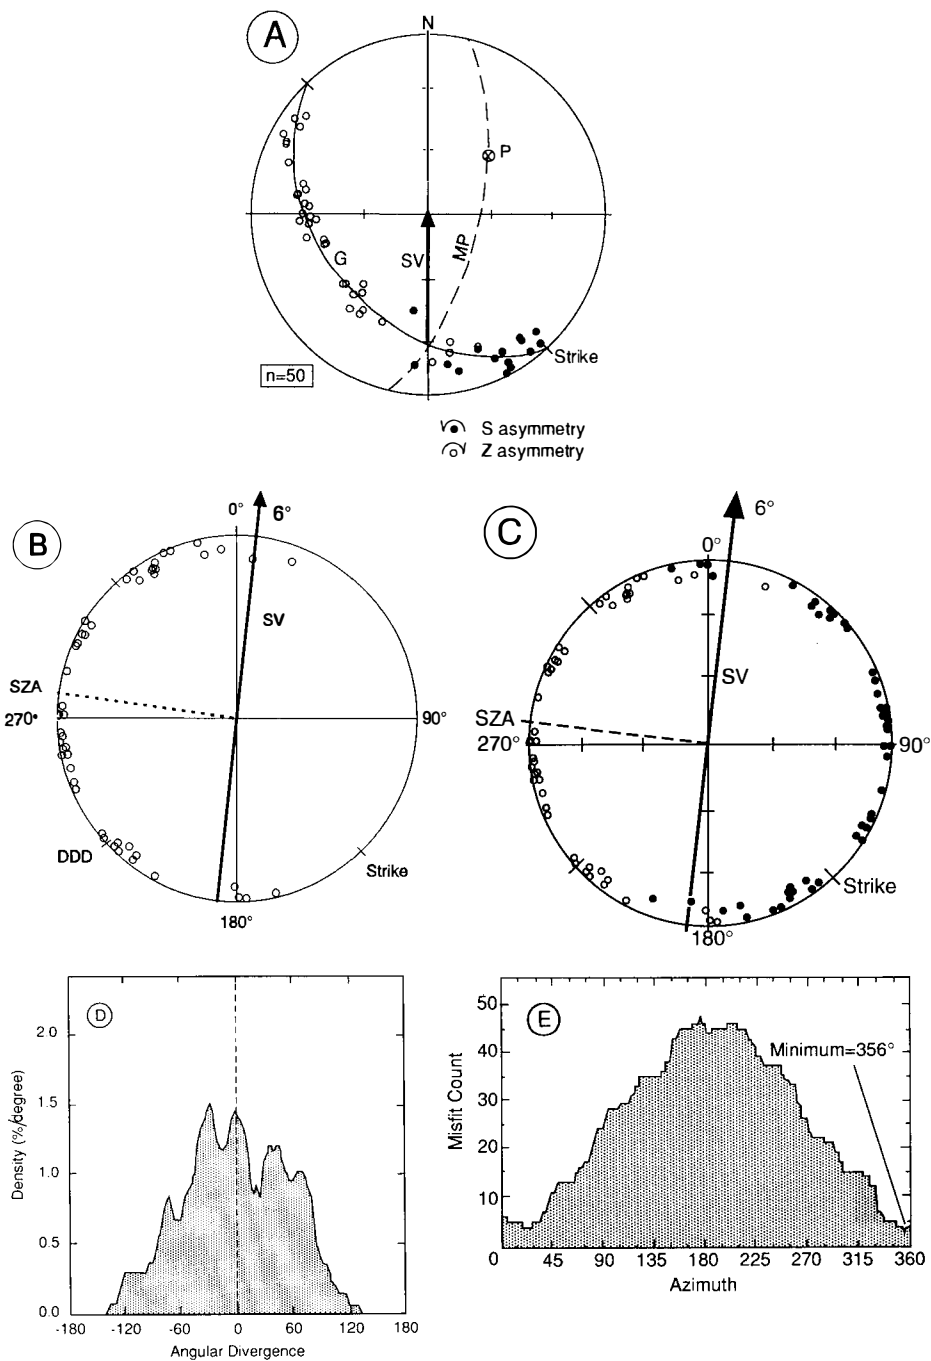 A
N
P
G
SV
MP
Strike
n=50
S asymmetry
Z asymmetry
B
0°
6°
SV
SZA
270°
90°
DDD
Strike
180°
C
6°
0°
SV
SZA
270°
90°
Strike
180°
D
2.0
1.5
1.0
0.5
0.0
-180 -120 -60 0 60 120 180
Density (%/degree)
Angular Divergence
E
Minimum=356°
50
40
30
20
10
0 45 90 135 180 225 270 315 360
Misfit Count
Azimuth